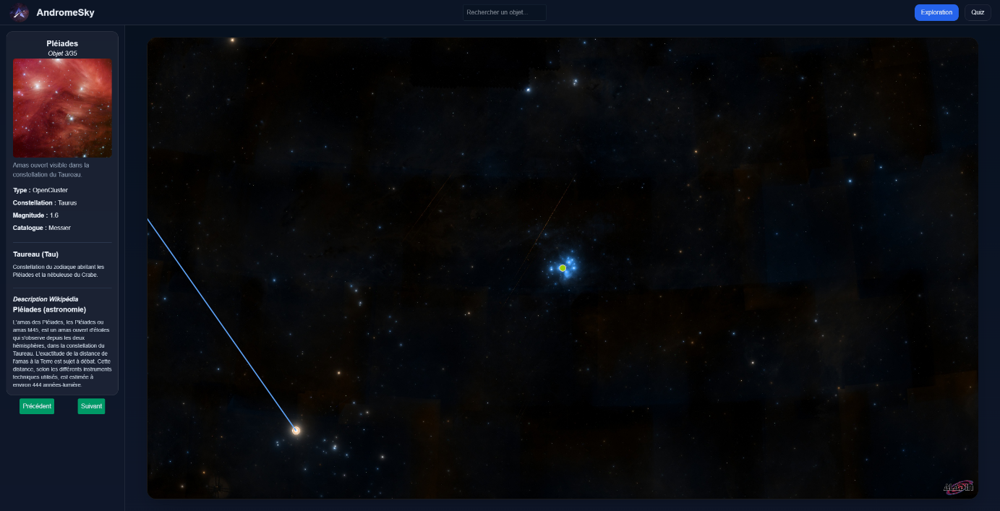 AndromeSky
Rechercher un objet...
Exploration
Quiz
Pléiades
Objet 3/35
Amas ouvert visible dans la
constellation du Taureau.
Type : OpenCluster
Constellation : Taurus
Magnitude : 1.6
Catalogue : Messier
Taureau (Tau)
Constellation du zodiaque abritant les
Pléiades et la nébuleuse du Crabe.
Description Wikipédia
Pléiades (astronomie)
L'amas des Pléiades, les Pléiades ou
amas M45, est un amas ouvert d'étoiles
qui s'observe depuis les deux
hémisphères, dans la constellation du
Taureau. L'exactitude de la distance de
l'amas à la Terre est sujet à débat. Cette
distance, selon les différents instruments
techniques utilisés, est estimée à
environ 444 années-lumière.
Précédent
Suivant
ALADIN